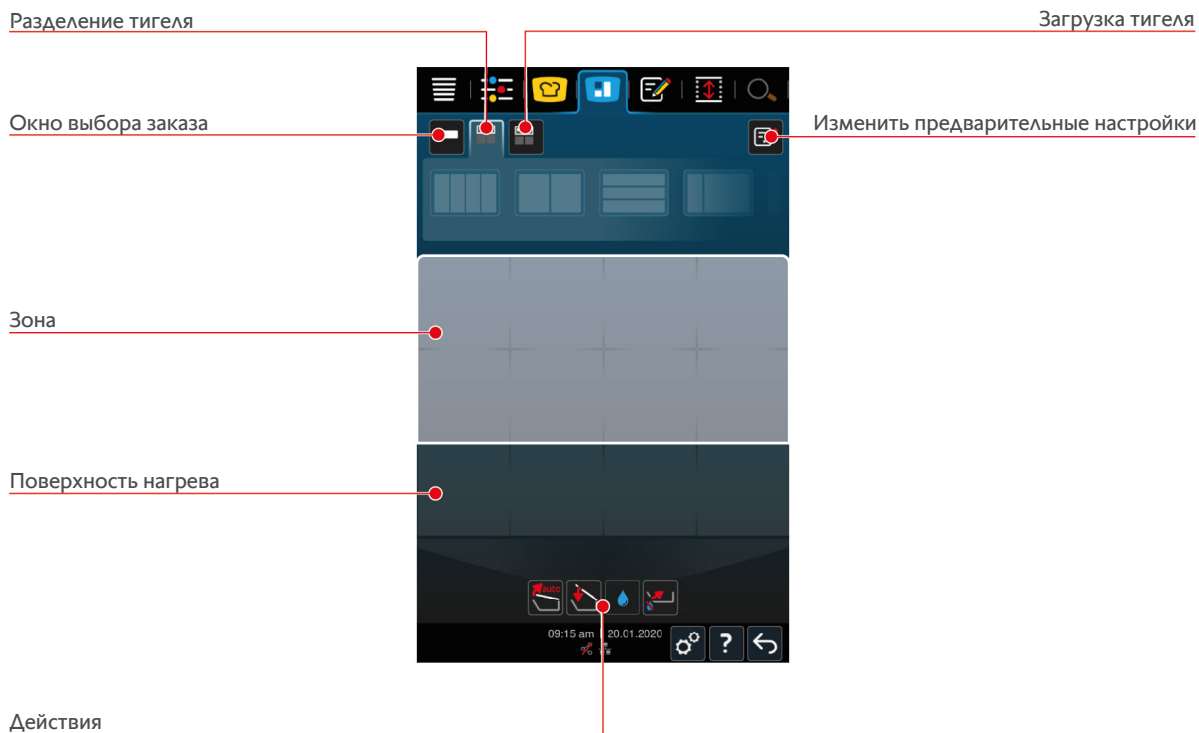 Разделение тигеля
Загрузка тигеля
Окно выбора заказа
Изменить предварительные настройки
Зона
Поверхность нагрева
auto
09:15 am | 20.01.2020
?
Действия